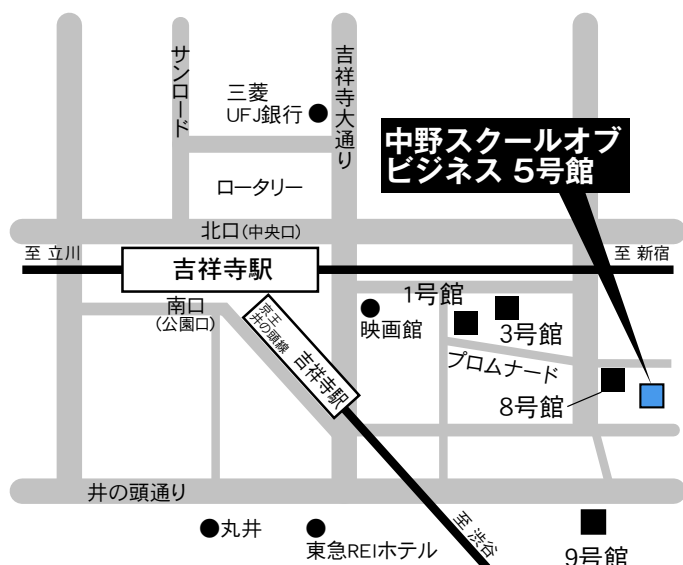 サンロード
三菱
UFJ銀行
吉祥寺大通り
中野スクールオブ
ビジネス 5号館
ロータリー
北口(中央口)
至 立川
吉祥寺駅
至 新宿
南口
(公園口)
京王
井の頭線
吉祥寺駅
映画館
1号館
3号館
プロムナード
8号館
井の頭通り
丸井
東急REIホテル
至 渋谷
9号館